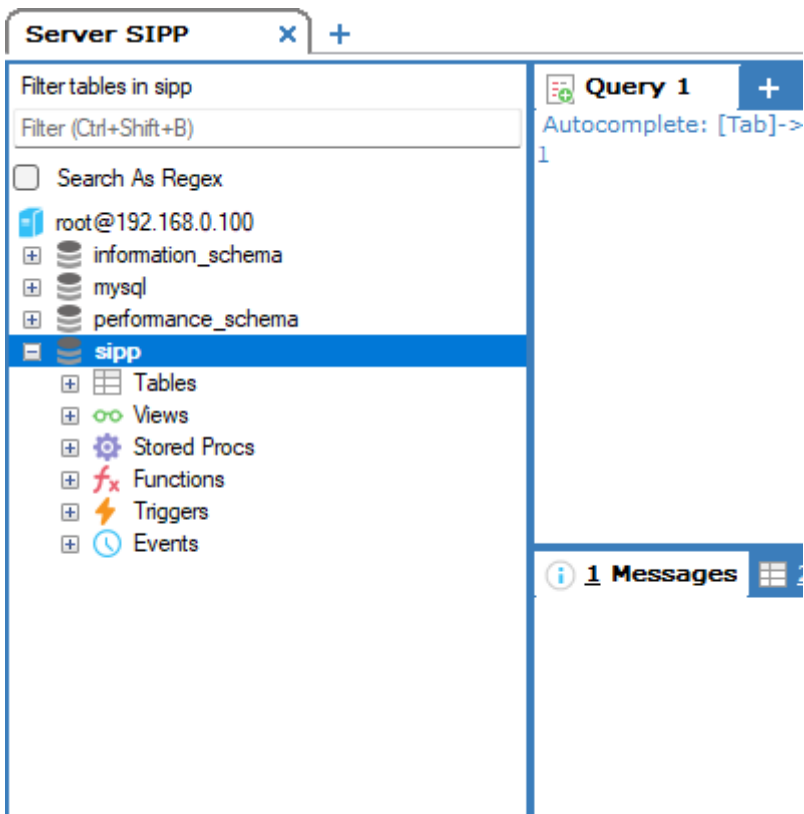 Server SIPP
Filter tables in sipp
Filter (Ctrl+Shift+B)
Search As Regex
root@192.168.0.100
information_schema
mysql
performance_schema
sipp
Tables
Views
Stored Procs
Functions
Triggers
Events
Query 1
Autocomplete: [Tab]->
1
1 Messages
2